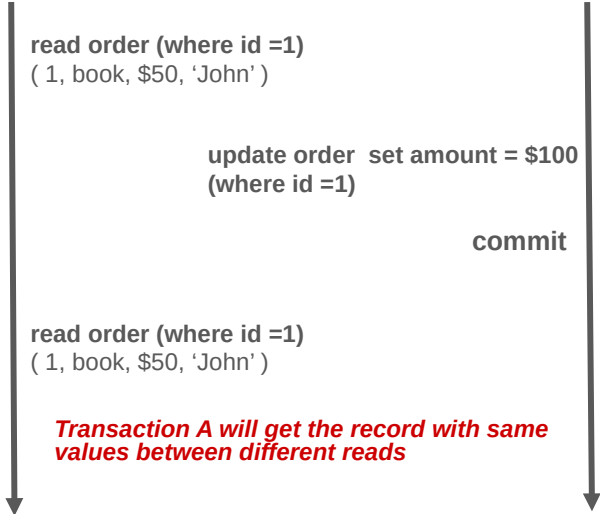 read order (where id =1)
( 1, book, $50, ‘John’ )
update order  set amount = $100
(where id =1)
commit
read order (where id =1)
( 1, book, $50, ‘John’ )
Transaction A will get the record with same
values between different reads